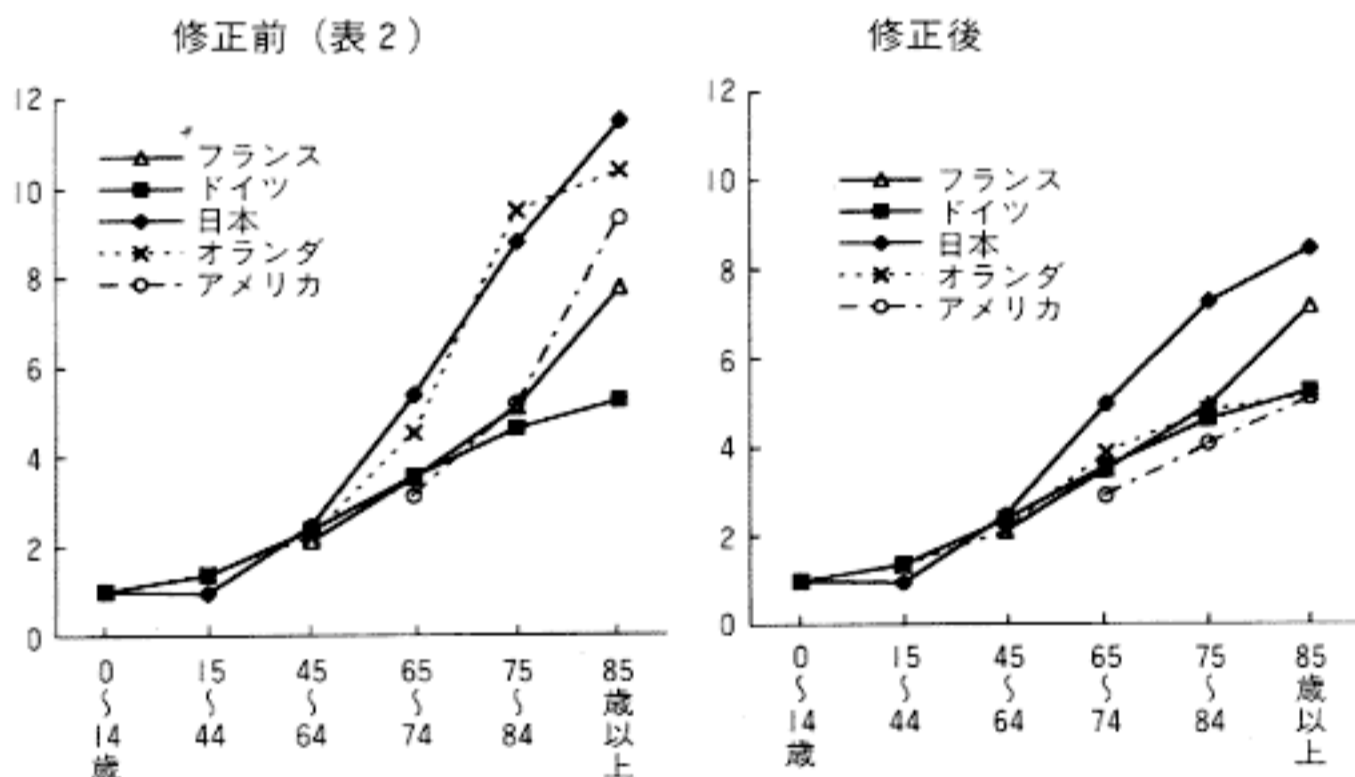 修正前（表2）
12
10
8
6
4
2
0
フランス
ドイツ
日本
オランダ
アメリカ
0〜14歳
15〜44
45〜64
65〜74
75〜84
85歳以上
修正後
12
10
8
6
4
2
0
フランス
ドイツ
日本
オランダ
アメリカ
0〜14歳
15〜44
45〜64
65〜74
75〜84
85歳以上